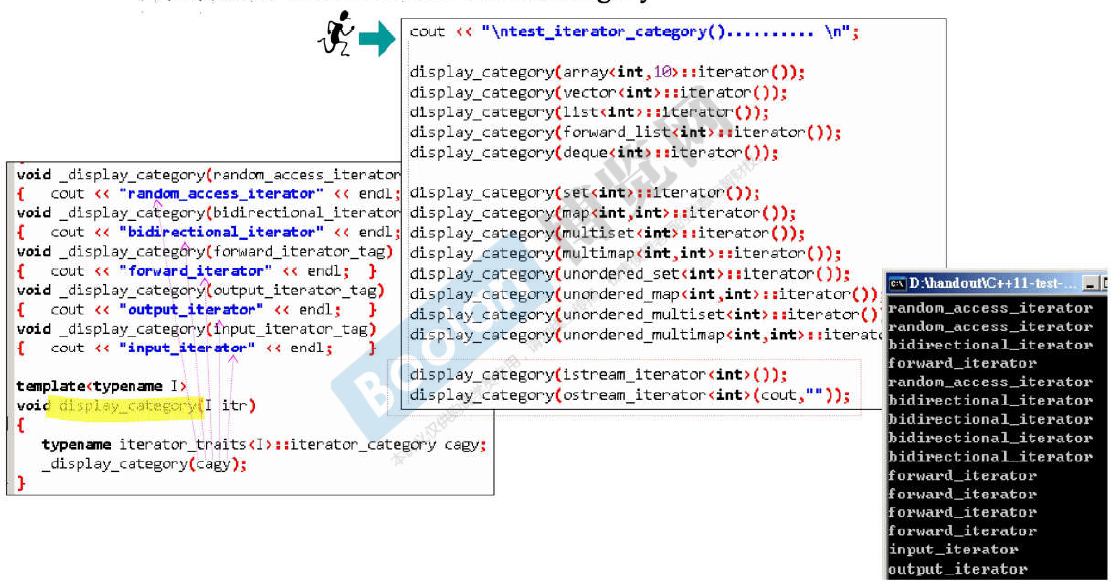 cout << "\ntest_iterator_category().......... \n";
display_category(array<int,10>::iterator());
display_category(vector<int>::iterator());
display_category(list<int>::iterator());
display_category(forward_list<int>::iterator());
display_category(deque<int>::iterator());
display_category(set<int>::iterator());
display_category(map<int,int>::iterator());
display_category(multiset<int>::iterator());
display_category(multimap<int,int>::iterator());
display_category(unordered_set<int>::iterator());
display_category(unordered_map<int,int>::iterator());
display_category(unordered_multiset<int>::iterator()
display_category(unordered_multimap<int,int>::iterato
display_category(istream_iterator<int>());
display_category(ostream_iterator<int>(cout,""));
void _display_category(random_access_iterator
{ cout << "random_access_iterator" << endl;
void _display_category(bidirectional_iterator
{ cout << "bidirectional_iterator" << endl;
void _display_category(forward_iterator_tag)
{ cout << "forward_iterator" << endl; }
void _display_category(output_iterator_tag)
{ cout << "output_iterator" << endl; }
void _display_category(input_iterator_tag)
{ cout << "input_iterator" << endl; }
template<typename I>
void display_category(I itr)
{
typename iterator_traits<I>::iterator_category cagy;
_display_category(cagy);
}
D:\handout\C++11-test-...
random_access_iterator
random_access_iterator
bidirectional_iterator
forward_iterator
random_access_iterator
bidirectional_iterator
bidirectional_iterator
bidirectional_iterator
bidirectional_iterator
forward_iterator
forward_iterator
forward_iterator
forward_iterator
input_iterator
output_iterator
博览网